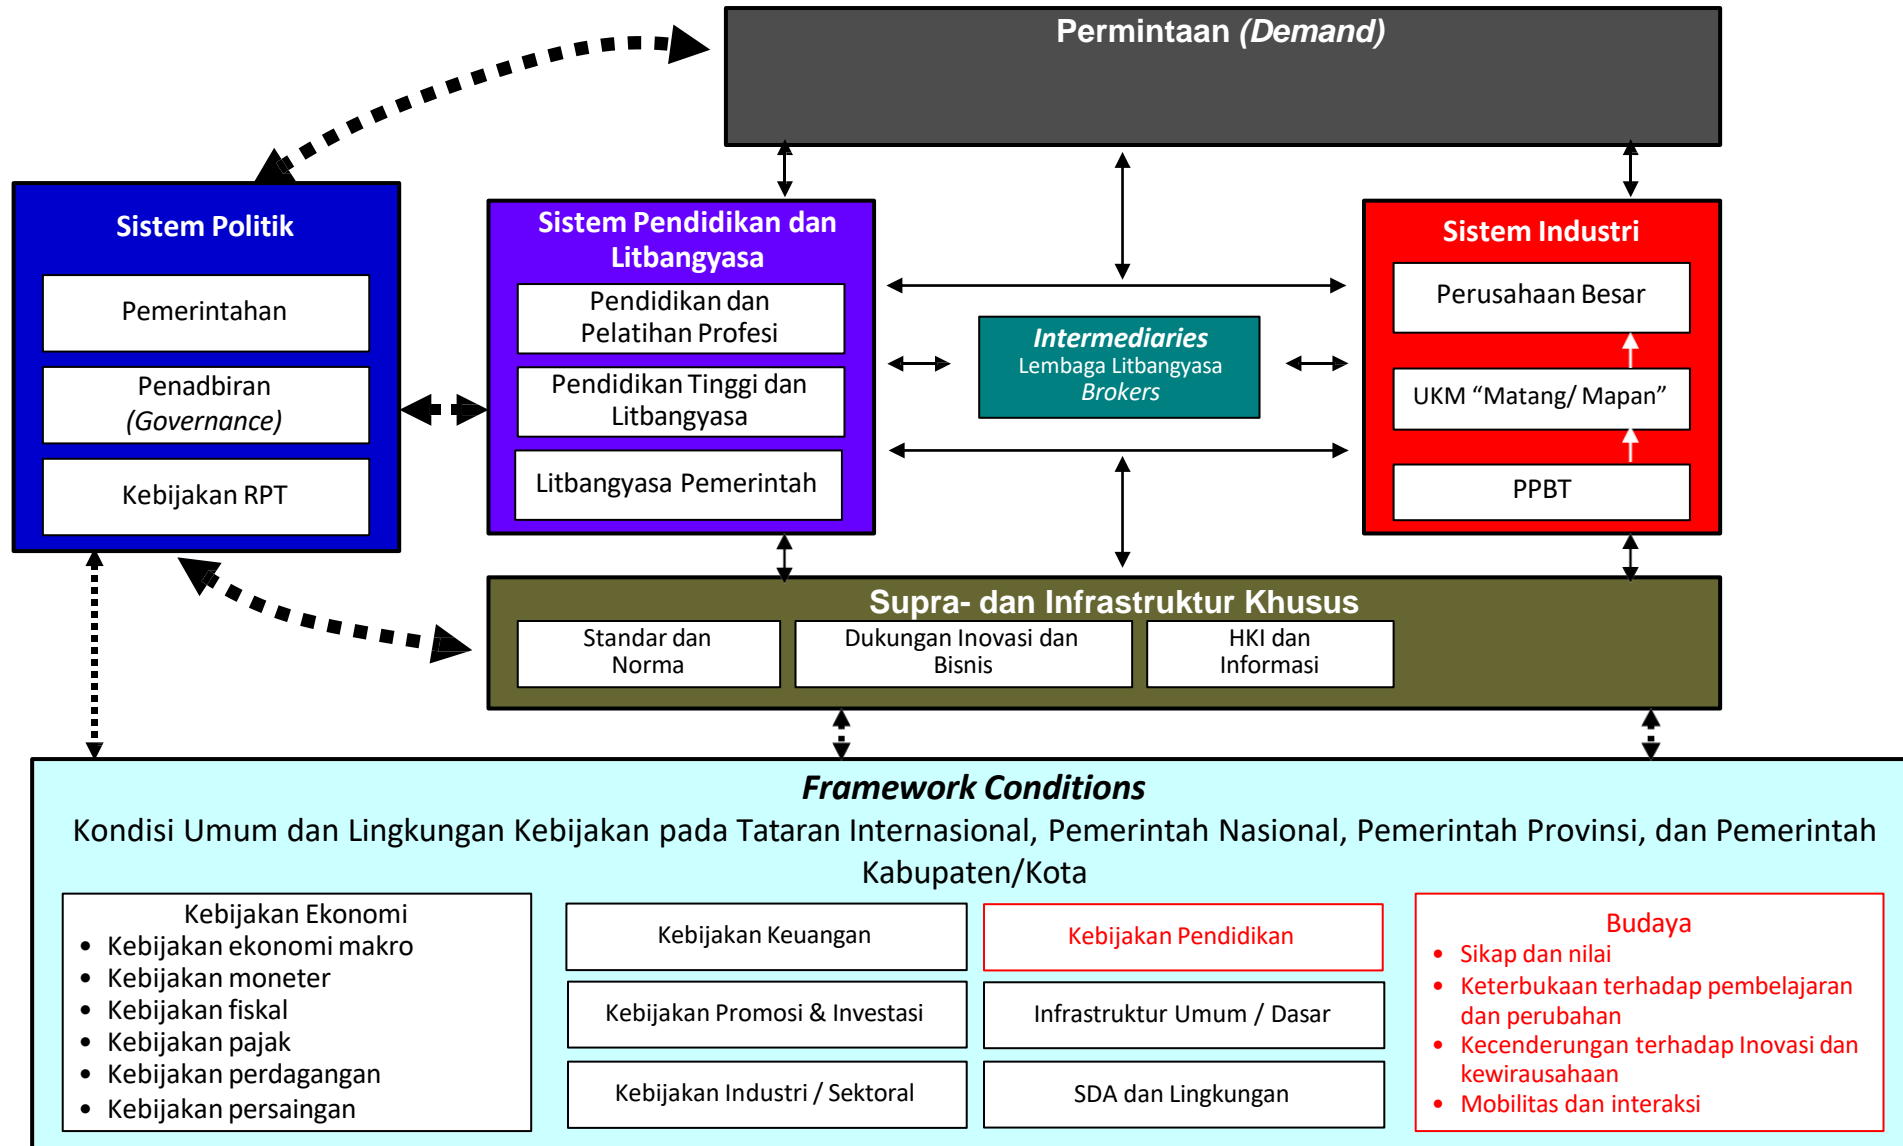 Permintaan (Demand)
Sistem Politik
Pemerintahan
Penadbiran
(Governance)
Kebijakan RPT
Sistem Pendidikan dan
Litbangyasa
Pendidikan dan
Pelatihan Profesi
Pendidikan Tinggi dan
Litbangyasa
Litbangyasa Pemerintah
Intermediaries
Lembaga Litbangyasa
Brokers
Sistem Industri
Perusahaan Besar
UKM “Matang/ Mapan”
PPBT
Supra- dan Infrastruktur Khusus
Standar dan
Norma
Dukungan Inovasi dan
Bisnis
HKI dan
Informasi
Framework Conditions
Kondisi Umum dan Lingkungan Kebijakan pada Tataran Internasional, Pemerintah Nasional, Pemerintah Provinsi, dan Pemerintah
Kabupaten/Kota
Kebijakan Ekonomi
• Kebijakan ekonomi makro
• Kebijakan moneter
• Kebijakan fiskal
• Kebijakan pajak
• Kebijakan perdagangan
• Kebijakan persaingan
Kebijakan Keuangan
Kebijakan Promosi & Investasi
Kebijakan Industri / Sektoral
Kebijakan Pendidikan
Infrastruktur Umum / Dasar
SDA dan Lingkungan
Budaya
• Sikap dan nilai
• Keterbukaan terhadap pembelajaran
dan perubahan
• Kecenderungan terhadap Inovasi dan
kewirausahaan
• Mobilitas dan interaksi